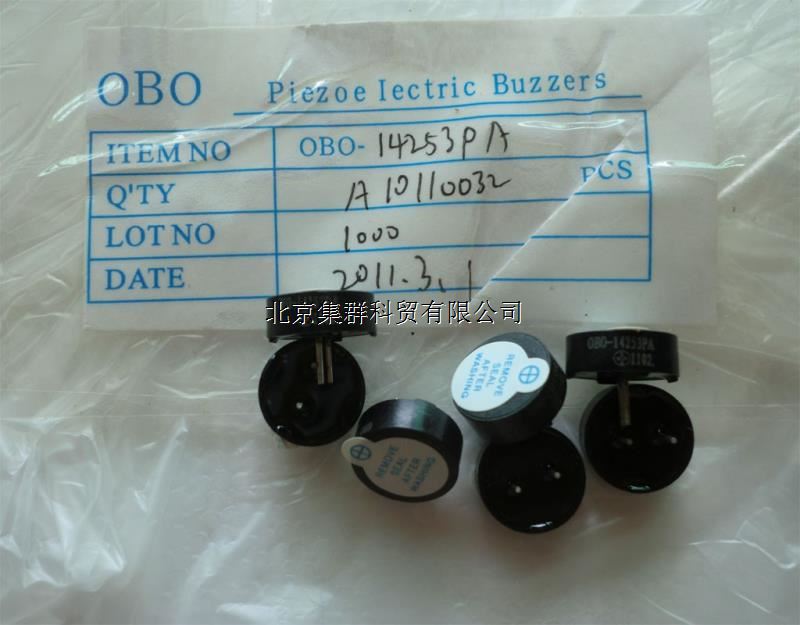 OBO Piezoe lectric Buzzers
ITEM NO OBO-14253PA
Q'TY A10110032 PCS
LOT NO 1000
DATE 2011.3.1
北京集群科贸有限公司
OBO-14253PA
1102
REMOVE
SEAL
AFTER
WASHING
REMOVE
SEAL
AFTER
WASHING